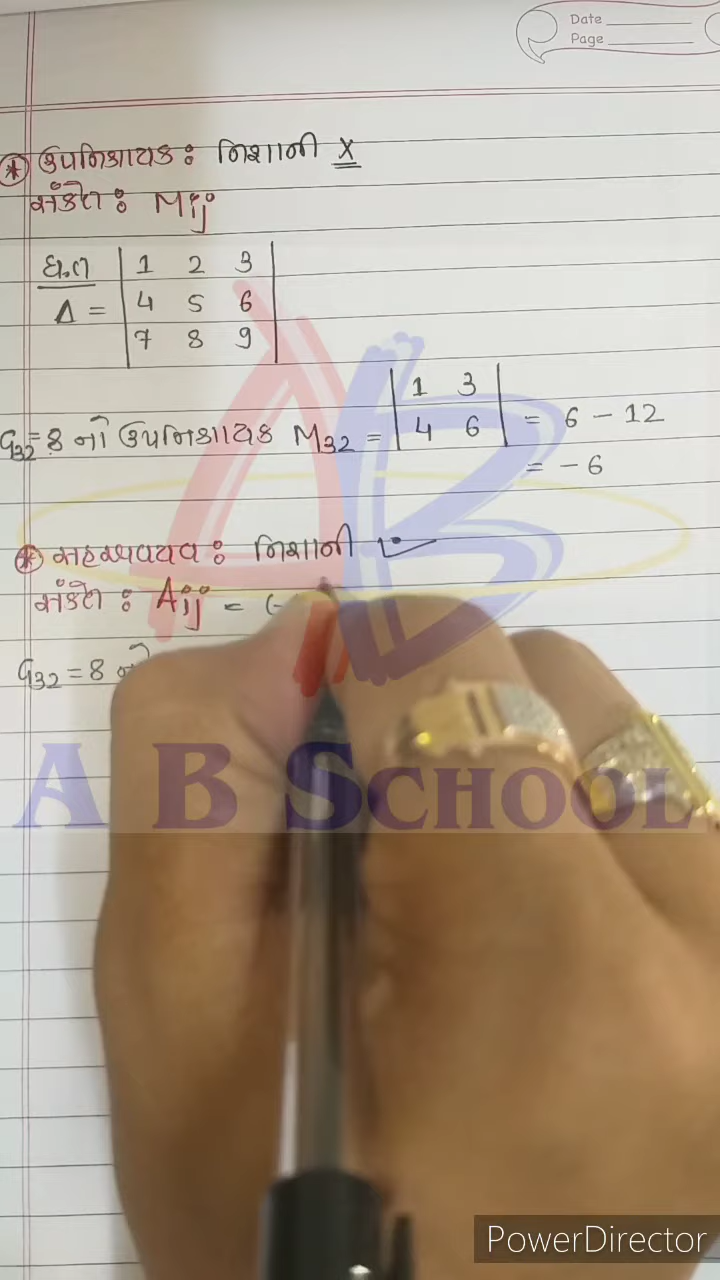 Date
Page
* ઉપનિશ્ચાયક : નિશાની X
સંકેત : Mij
ધા.ત
Δ = | 1 2 3 |
| 4 5 6 |
| 7 8 9 |
a32 = 8 નો ઉપનિશ્ચાયક M32 = | 1 3 | = 6 - 12
| 4 6 |
= - 6
* સહઅવયવ : નિશાની ✓
સંકેત : Aij = (-
a32 = 8 નો
AB
A B SCHOOL
PowerDirector